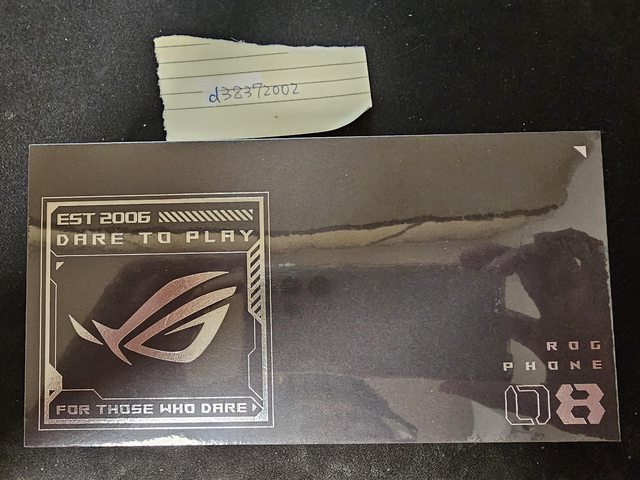 d38372002
EST 2006
DARE TO PLAY
FOR THOSE WHO DARE
ROG
PHONE
08